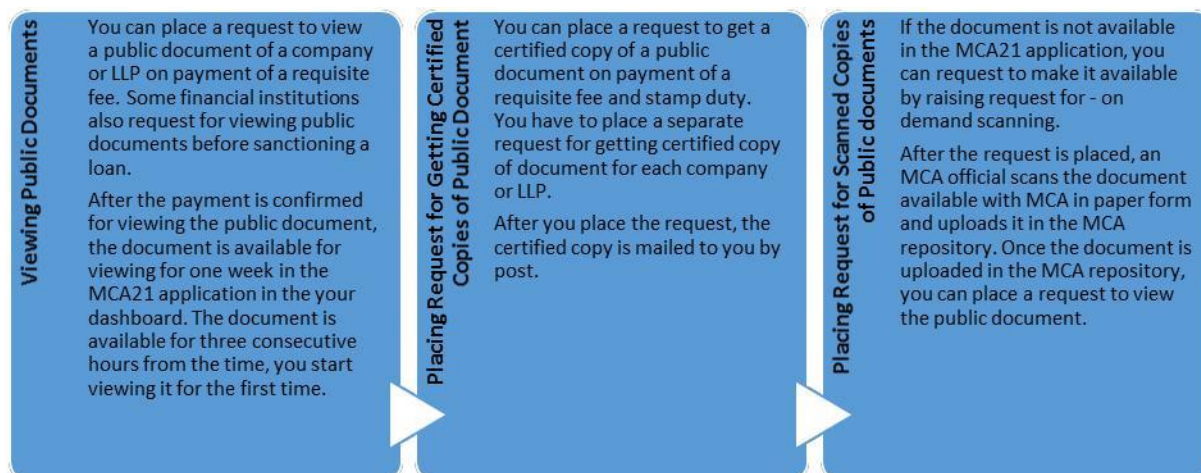 Viewing Public Documents
You can place a request to view
a public document of a company
or LLP on payment of a requisite
fee. Some financial institutions
also request for viewing public
documents before sanctioning a
loan.
After the payment is confirmed
for viewing the public document,
the document is available for
viewing for one week in the
MCA21 application in the your
dashboard. The document is
available for three consecutive
hours from the time, you start
viewing it for the first time.
Placing Request for Getting Certified
Copies of Public Document
You can place a request to get a
certified copy of a public
document on payment of a
requisite fee and stamp duty.
You have to place a separate
request for getting certified copy
of document for each company
or LLP.
After you place the request, the
certified copy is mailed to you by
post.
Placing Request for Scanned Copies
of Public documents
If the document is not available
in the MCA21 application, you
can request to make it available
by raising request for - on
demand scanning.
After the request is placed, an
MCA official scans the document
available with MCA in paper form
and uploads it in the MCA
repository. Once the document is
uploaded in the MCA repository,
you can place a request to view
the public document.